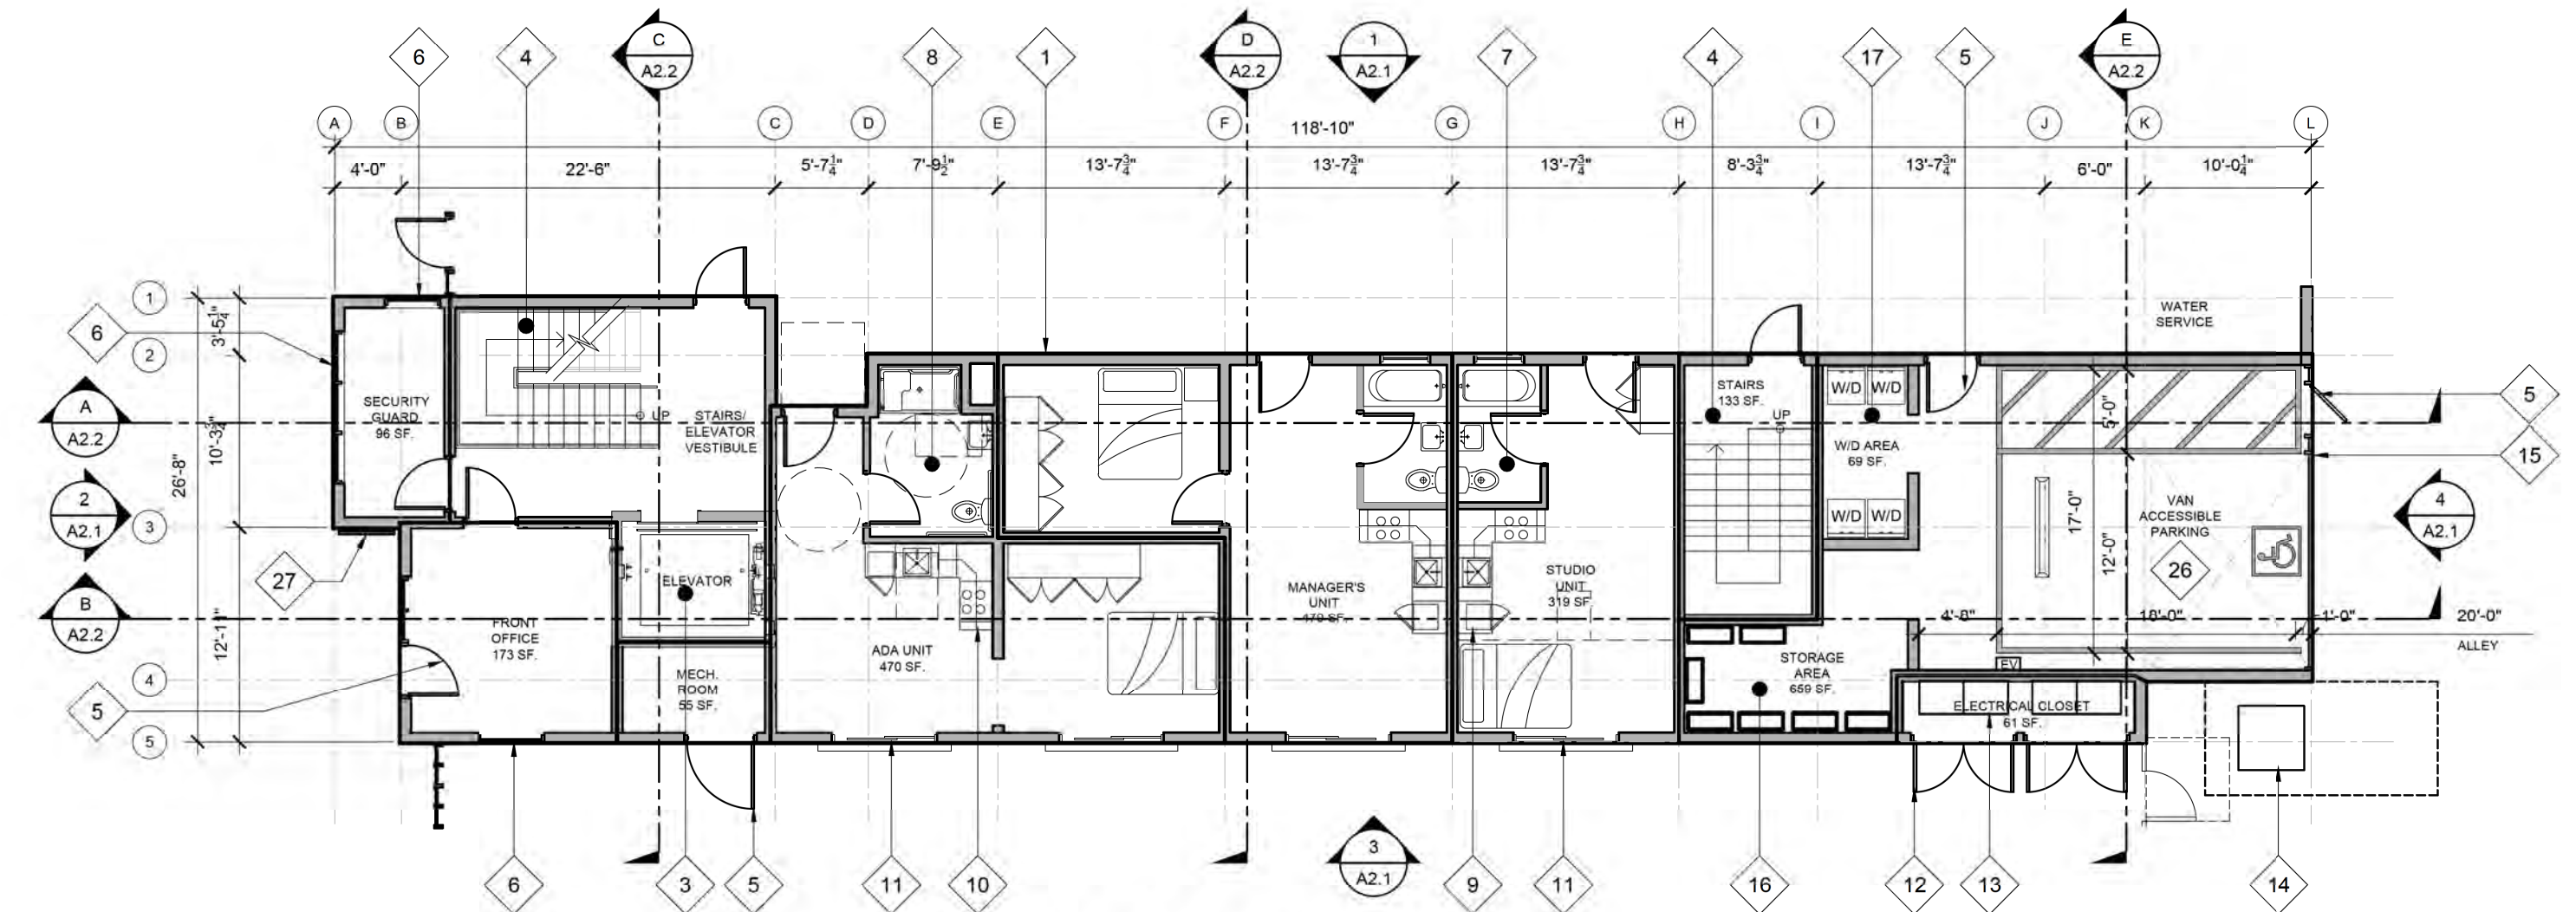 6
4
C
A2.2
8
1
D
A2.2
1
A2.1
7
4
17
5
E
A2.2
A
B
C
D
E
F
G
H
I
J
K
L
118'-10"
4'-0"
22'-6"
5'-7 1/4"
7'-9 1/2"
13'-7 3/4"
13'-7 3/4"
13'-7 3/4"
8'-3 3/4"
13'-7 3/4"
6'-0"
10'-0 1/4"
1
2
3
4
5
3'-5 1/4"
10'-3 3/4"
26'-8"
6
A
A2.2
2
A2.1
B
A2.2
27
5
SECURITY
GUARD
96 SF.
UP
STAIRS/
ELEVATOR
VESTIBULE
ELEVATOR
FRONT
OFFICE
173 SF.
MECH.
ROOM
55 SF.
ADA UNIT
470 SF.
MANAGER'S
UNIT
STUDIO
UNIT
319 SF.
STAIRS
133 SF.
UP
W/D W/D
W/D AREA
69 SF.
W/D W/D
STORAGE
AREA
659 SF.
ELECTRICAL CLOSET
61 SF.
EV
WATER
SERVICE
5'-0"
17'-0"
12'-0"
VAN
ACCESSIBLE
PARKING
26
4'-8"
1'-0"
20'-0"
ALLEY
5
15
4
A2.1
6
3
5
11
10
3
A2.1
9
11
16
12
13
14